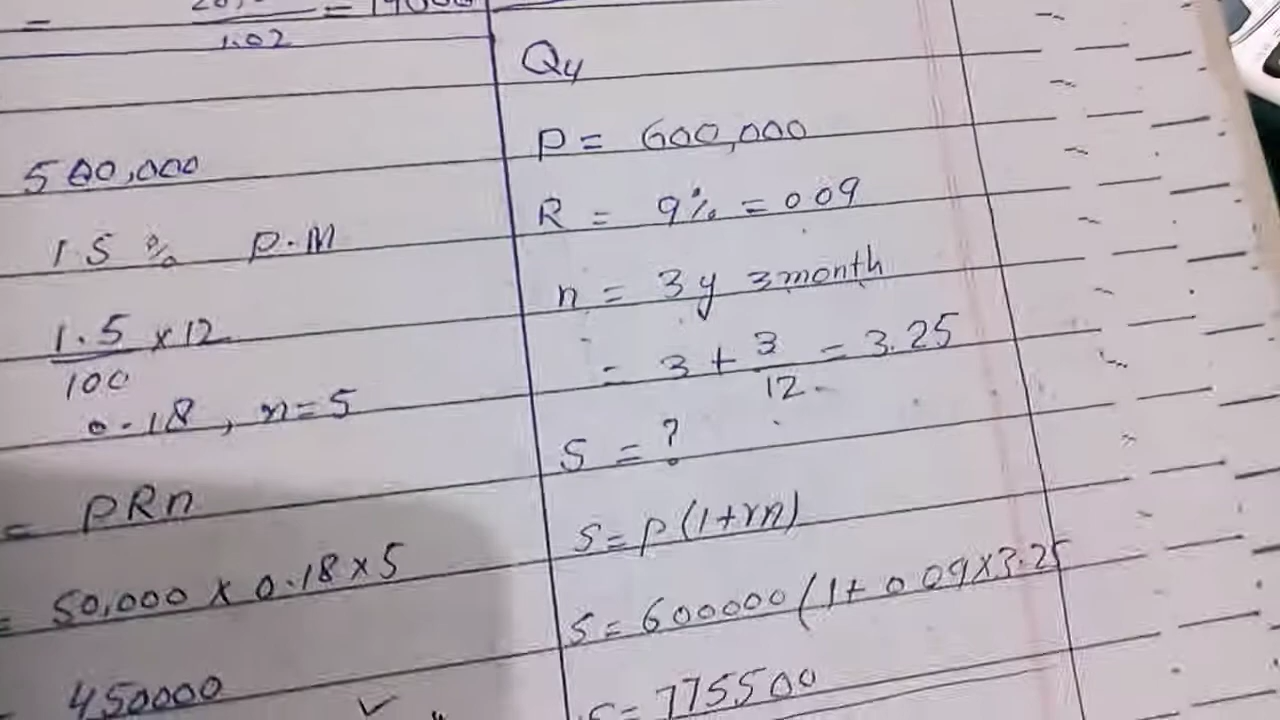 = = 14000
1.02
500,000
1.5 % P.M
1.5 x 12
100
0.18, n=5
= PRn
= 50,000 x 0.18 x 5
450000
Q4
P = 600,000
R = 9% = 0.09
n = 3y 3month
= 3 + 3/12 = 3.25
S = ?
S = P(1+rn)
S = 600000 (1 + 0.09x3.25
S = 775500